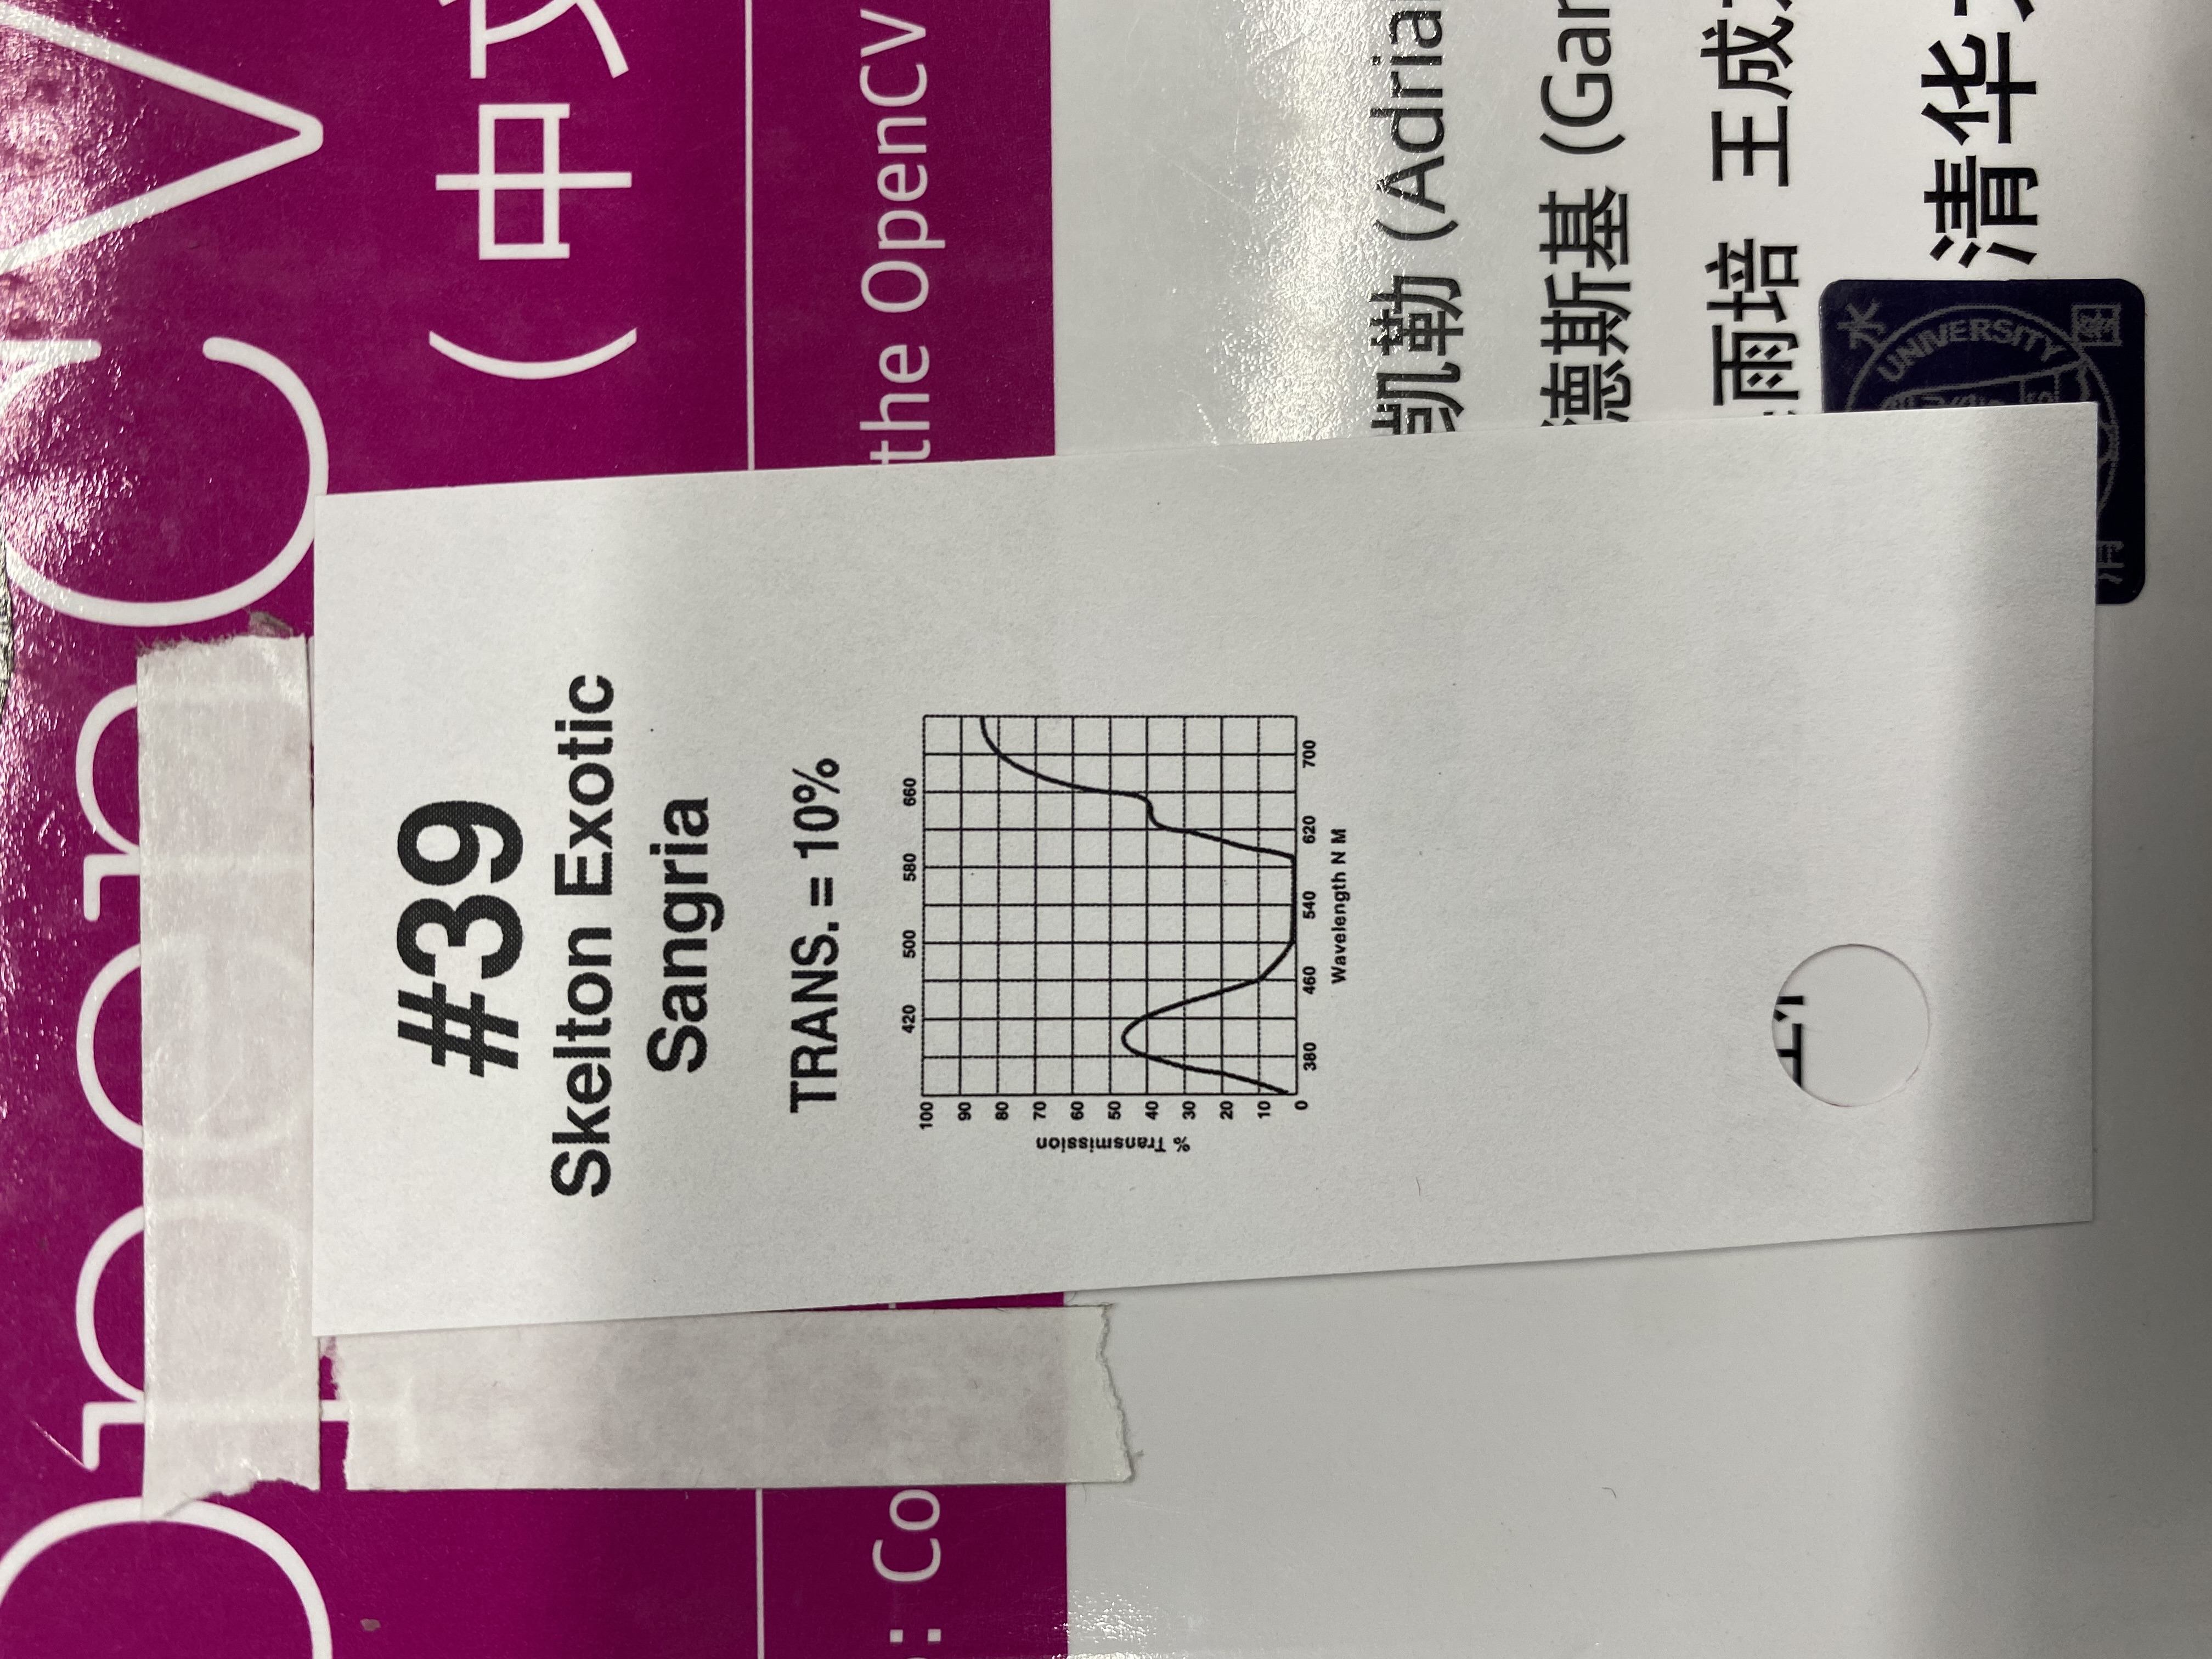 OpenCV
(中文
#39
Skelton Exotic
Sangria
TRANS. = 10%
: Co
the OpenCV
420 500 580 660
100
90
80
70
60
50
40
30
20
10
0
% Transmission
380 460 540 620 700
Wavelength N M
凯勒 (Adria
德斯基 (Gar
雨培 王成
水
UNIVERSITY
清华
清